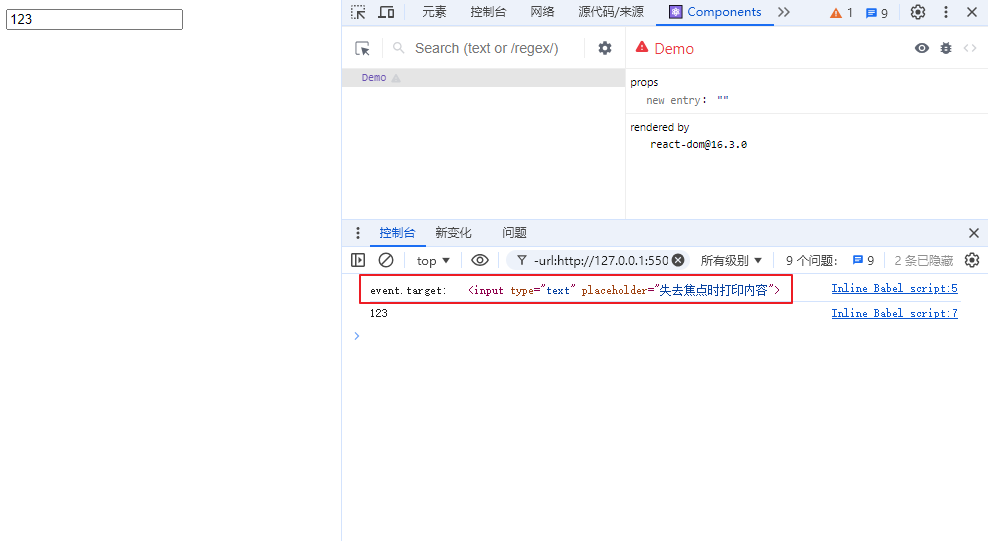 123
元素 控制台 网络 源代码/来源 Components 1 9
Search (text or /regex/)
Demo
Demo
props
new entry: ""
rendered by
react-dom@16.3.0
控制台 新变化 问题
top -url:http://127.0.0.1:550 所有级别 9 个问题: 9 2 条已隐藏
event.target: <input type="text" placeholder="失去焦点时打印内容"> Inline Babel script:5
123 Inline Babel script:7